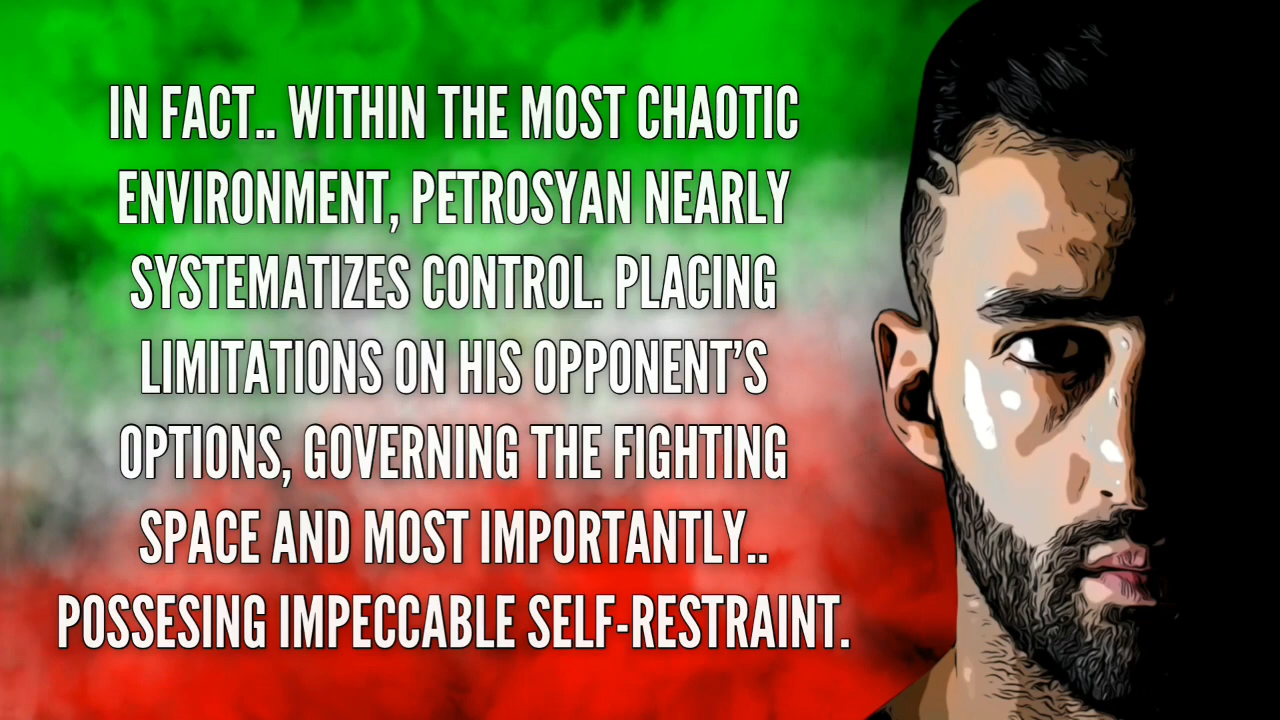 IN FACT.. WITHIN THE MOST CHAOTIC
ENVIRONMENT, PETROSYAN NEARLY
SYSTEMATIZES CONTROL. PLACING
LIMITATIONS ON HIS OPPONENT’S
OPTIONS, GOVERNING THE FIGHTING
SPACE AND MOST IMPORTANTLY..
POSSESING IMPECCABLE SELF-RESTRAINT.